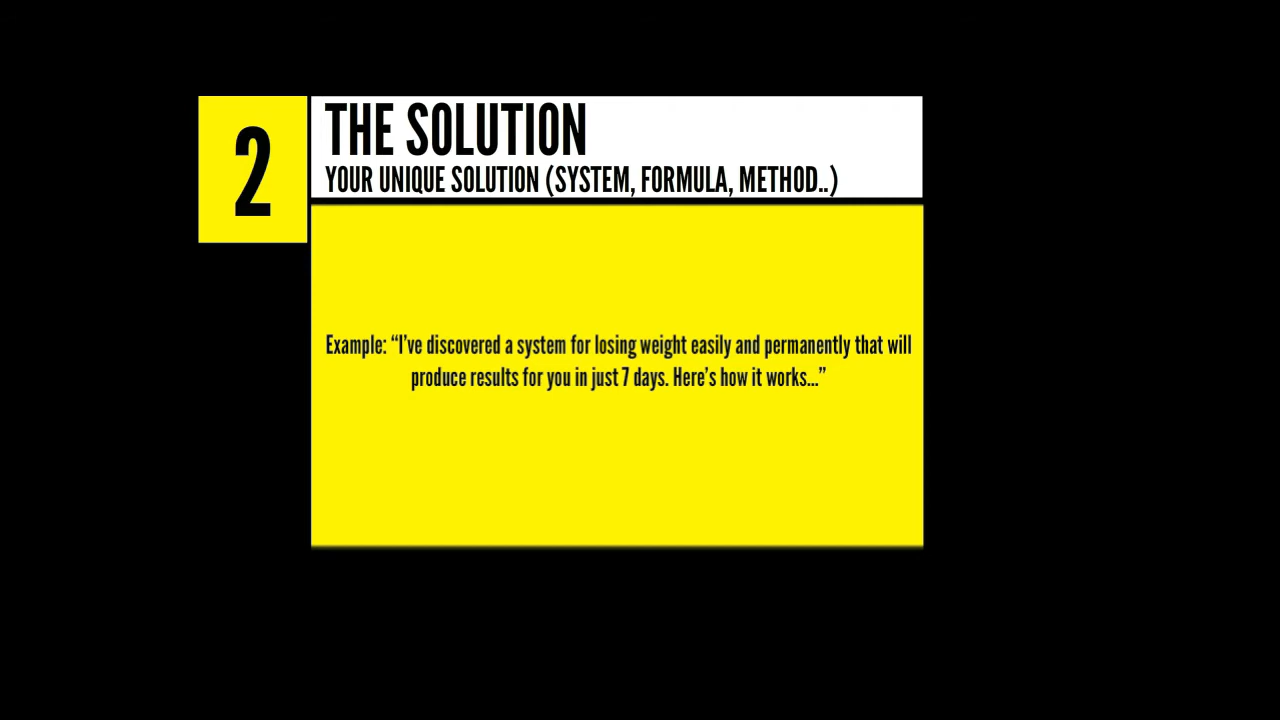 2
THE SOLUTION
YOUR UNIQUE SOLUTION (SYSTEM, FORMULA, METHOD..)
Example: “I’ve discovered a system for losing weight easily and permanently that will
produce results for you in just 7 days. Here’s how it works...”